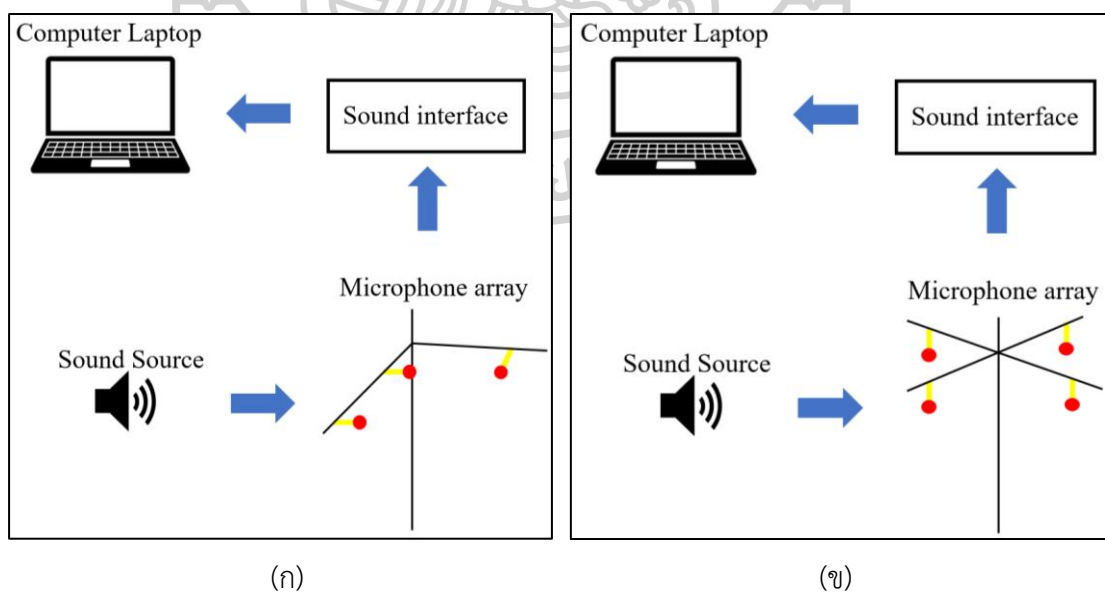 Computer Laptop
Sound interface
Microphone array
Sound Source
Computer Laptop
Sound interface
Microphone array
Sound Source
(ก)
(ข)